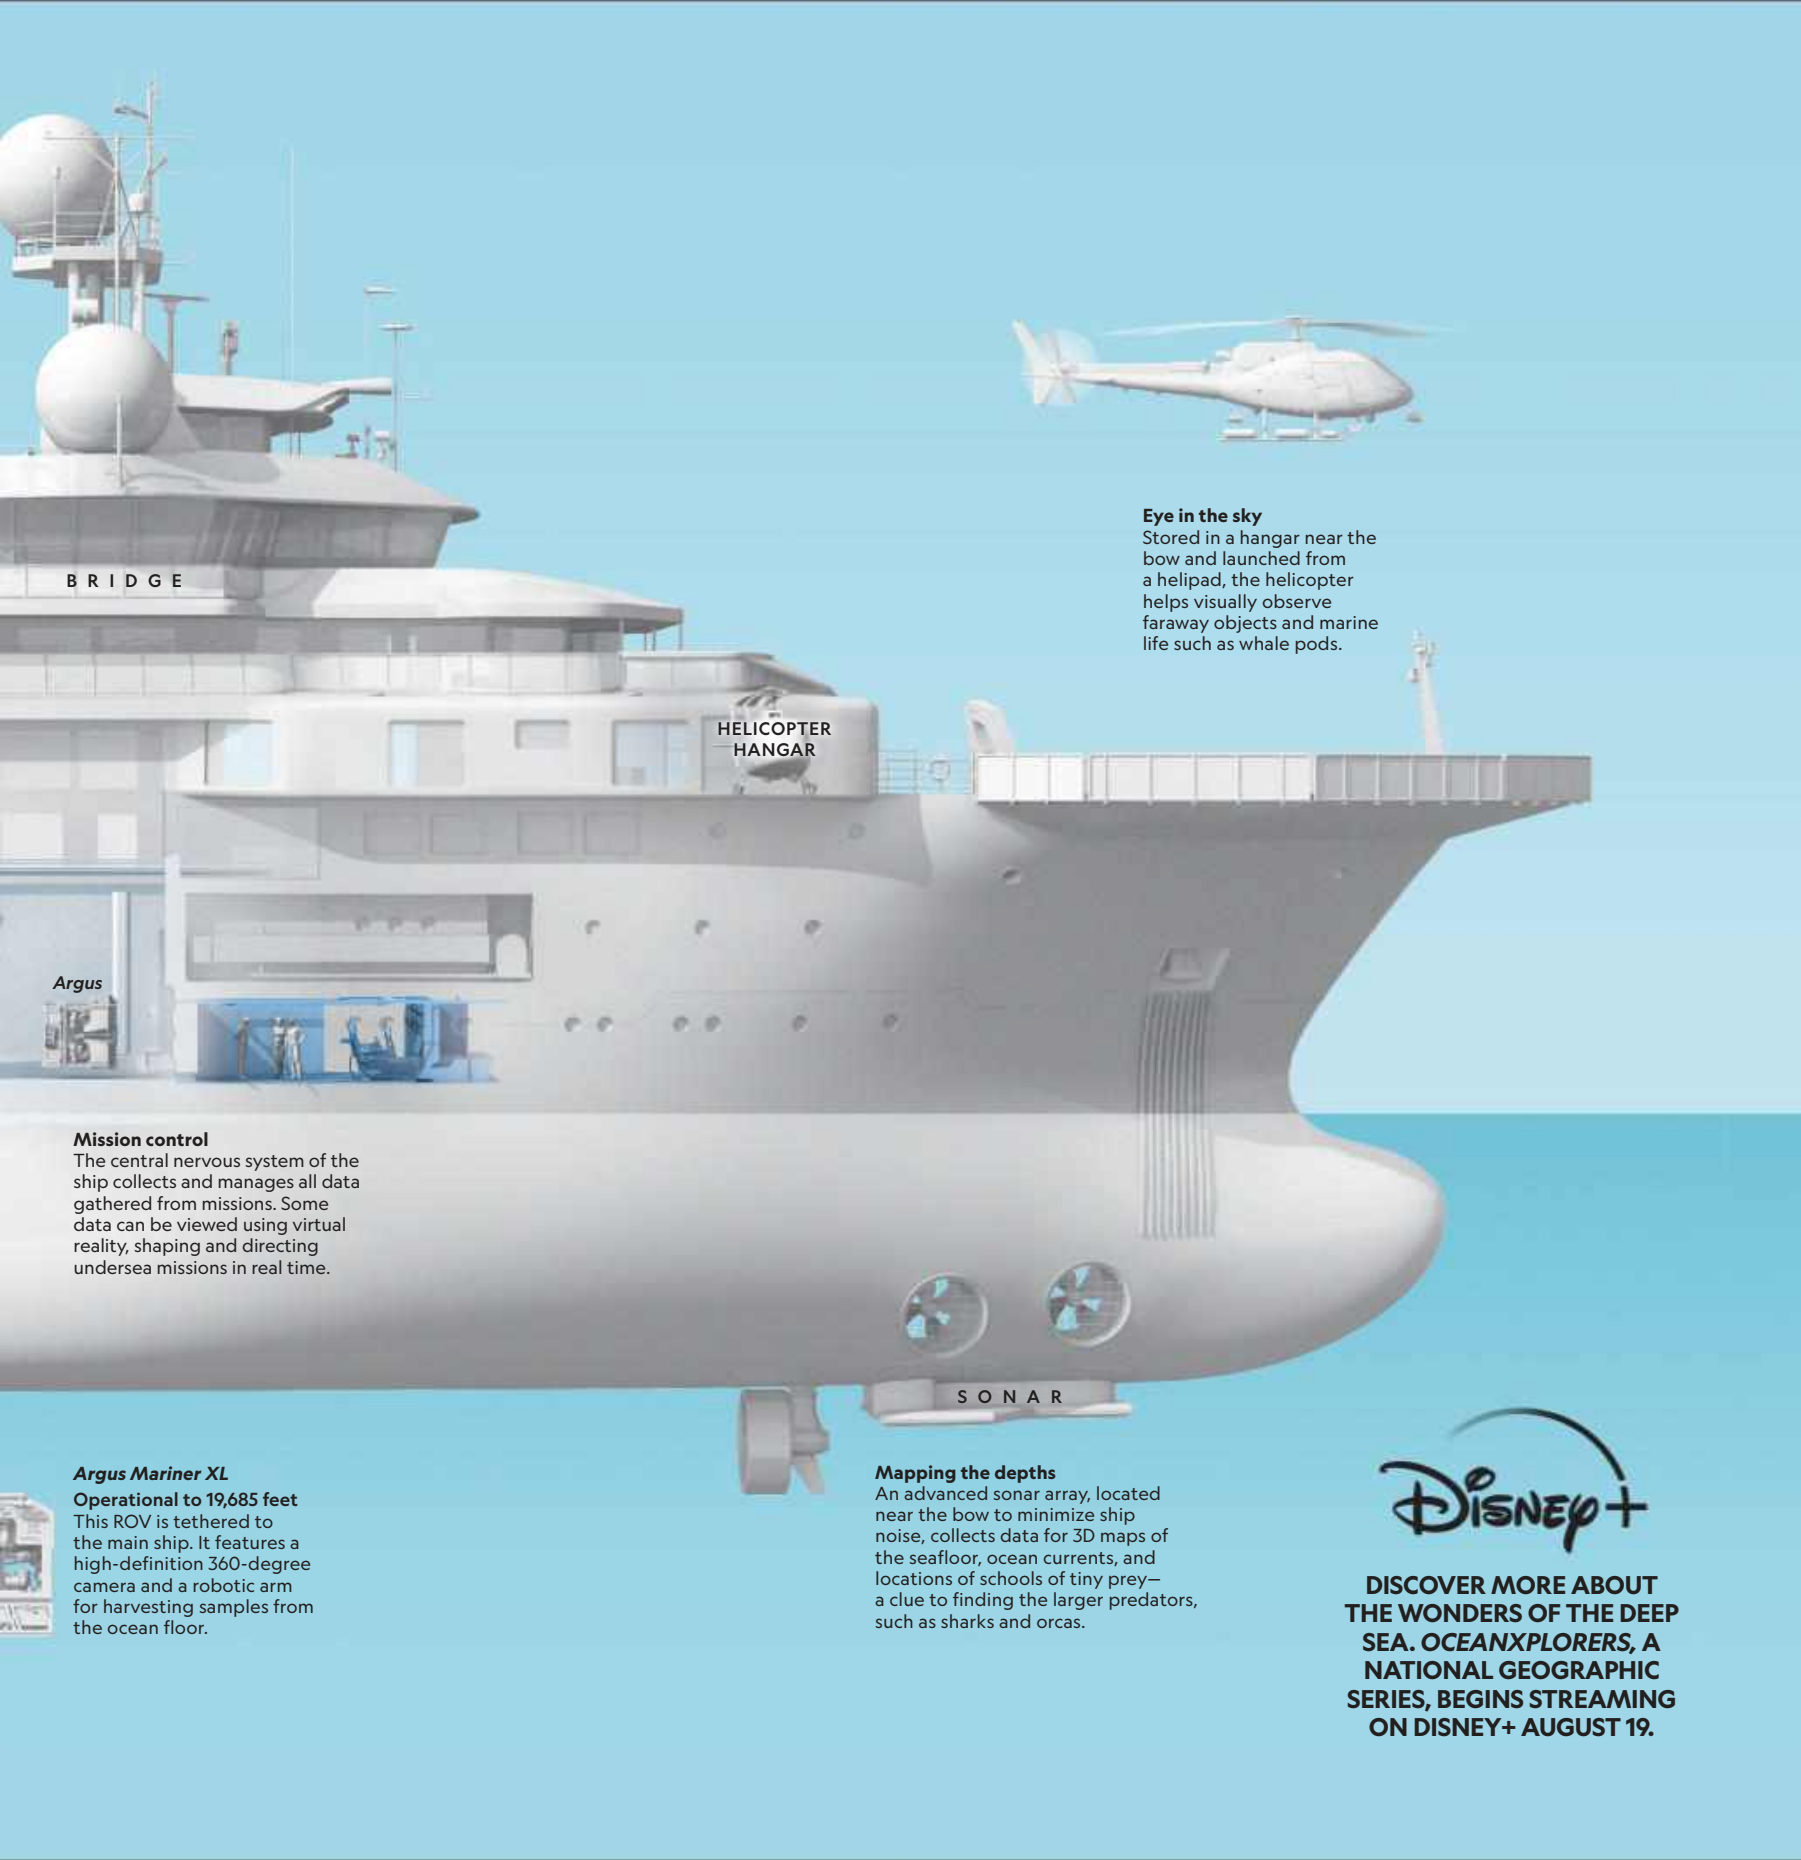 BRIDGE
Eye in the sky
Stored in a hangar near the
bow and launched from
a helipad, the helicopter
helps visually observe
faraway objects and marine
life such as whale pods.
HELICOPTER
HANGAR
Argus
Mission control
The central nervous system of the
ship collects and manages all data
gathered from missions. Some
data can be viewed using virtual
reality, shaping and directing
undersea missions in real time.
SONAR
Argus Mariner XL
Operational to 19,685 feet
This ROV is tethered to
the main ship. It features a
high-definition 360-degree
camera and a robotic arm
for harvesting samples from
the ocean floor.
Mapping the depths
An advanced sonar array, located
near the bow to minimize ship
noise, collects data for 3D maps of
the seafloor, ocean currents, and
locations of schools of tiny prey—
a clue to finding the larger predators,
such as sharks and orcas.
Disney+
DISCOVER MORE ABOUT
THE WONDERS OF THE DEEP
SEA. OCEANXPLORERS, A
NATIONAL GEOGRAPHIC
SERIES, BEGINS STREAMING
ON DISNEY+ AUGUST 19.